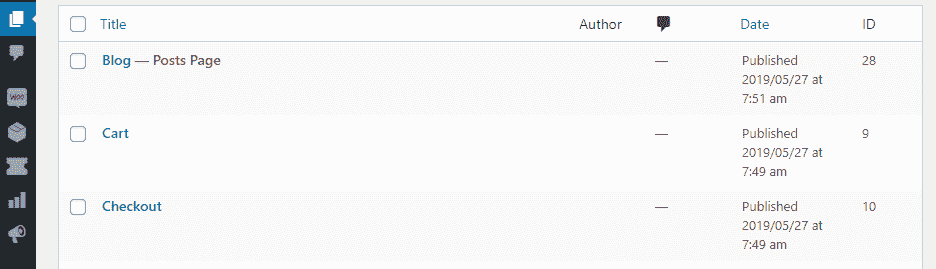 Title Author Date ID
Blog — Posts Page — Published 28
2019/05/27 at
7:51 am
Cart — Published 9
2019/05/27 at
7:49 am
Checkout — Published 10
2019/05/27 at
7:49 am
Woo